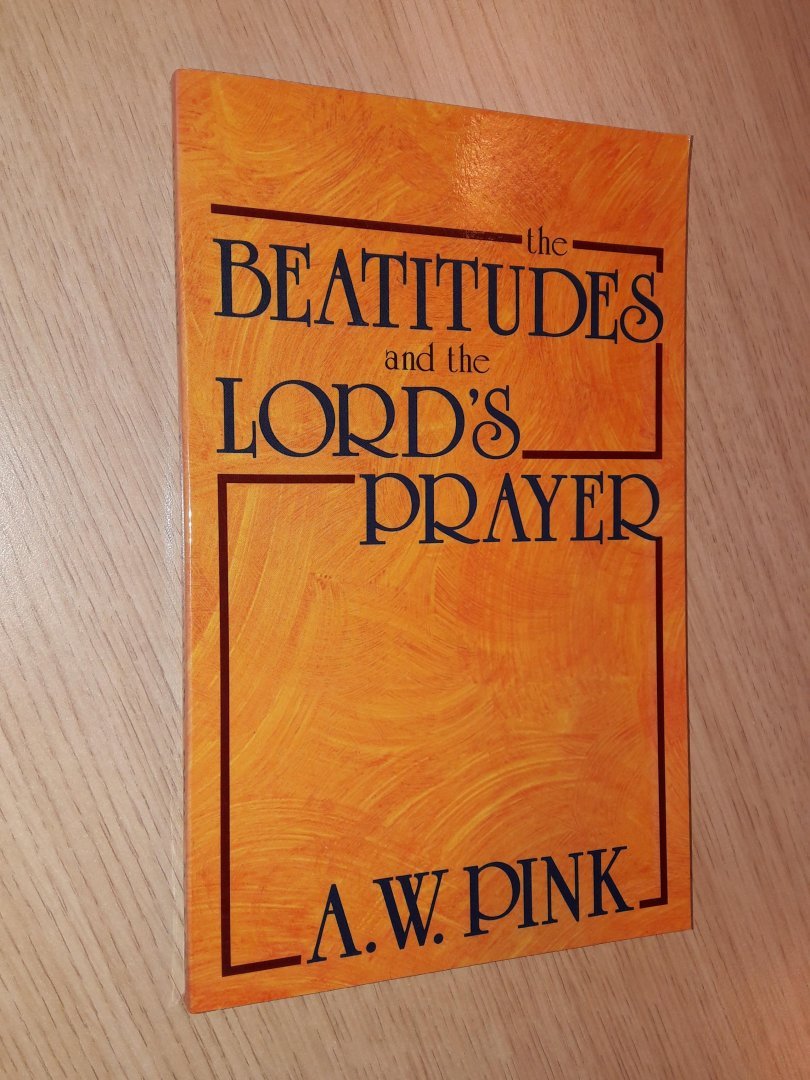 the
BEATITUDES
and the
LORD'S
PRAYER
A.W. PINK